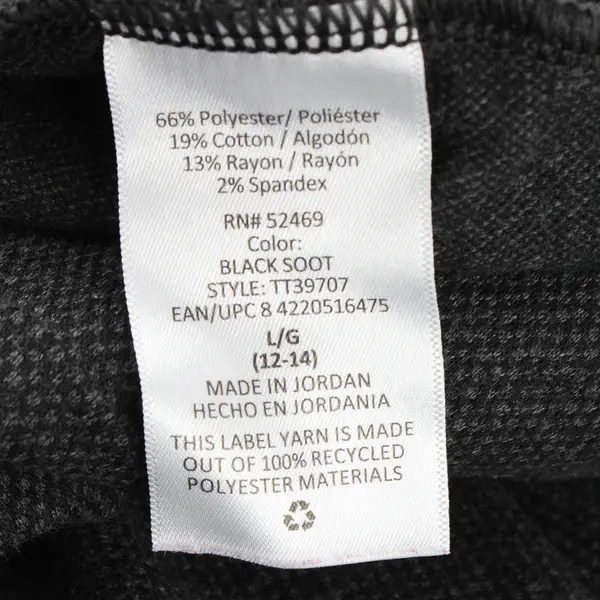 66% Polyester/ Poliéster
19% Cotton / Algodón
13% Rayon / Rayón
2% Spandex
RN# 52469
Color:
BLACK SOOT
STYLE: TT39707
EAN/UPC 8 4220516475
L/G
(12-14)
MADE IN JORDAN
HECHO EN JORDANIA
THIS LABEL YARN IS MADE
OUT OF 100% RECYCLED
POLYESTER MATERIALS